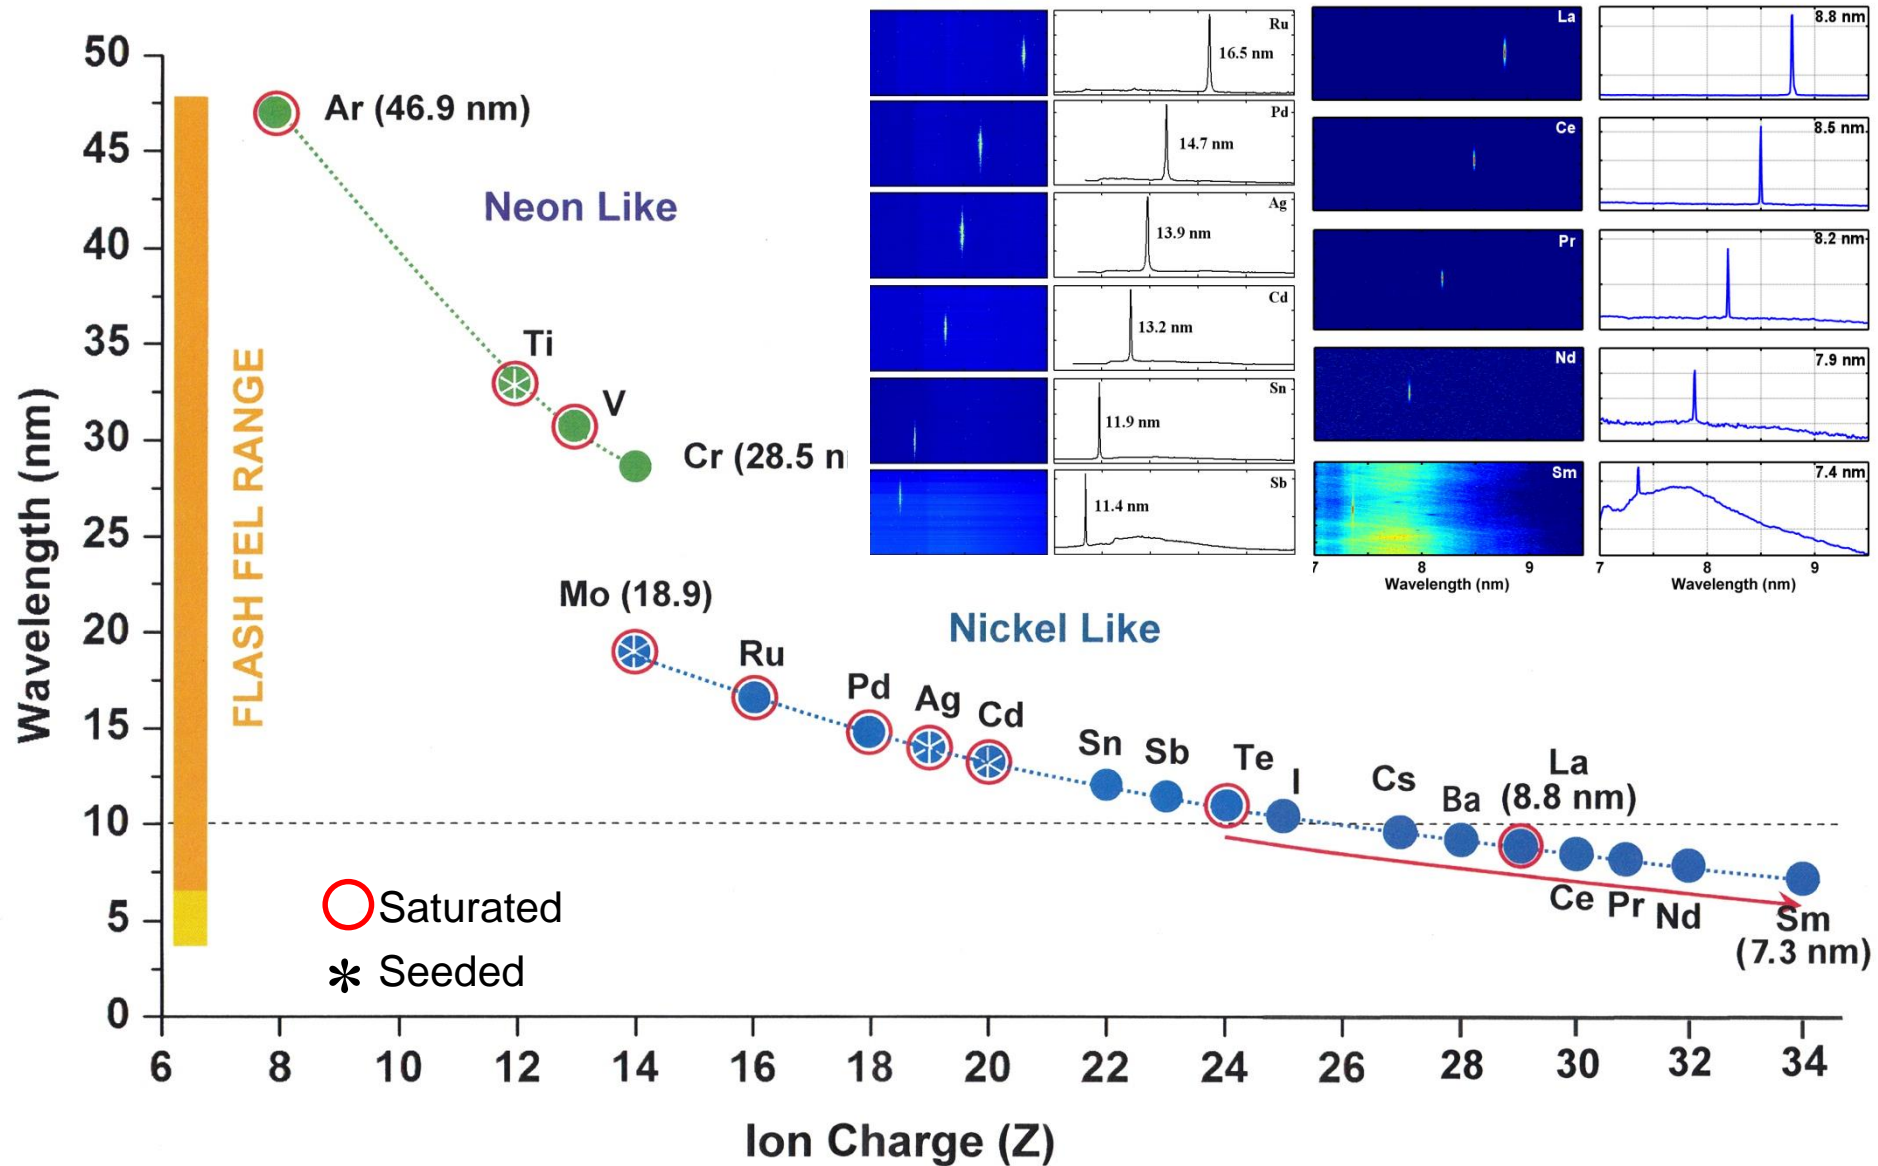 Wavelength (nm)
50
45
40
35
30
25
20
15
10
5
0
FLASH FEL RANGE
Ar (46.9 nm)
Neon Like
Ti
V
Cr (28.5 n
Mo (18.9)
Ru
Pd
Ag
Cd
Nickel Like
Sn
Sb
Te
I
Cs
Ba
La
(8.8 nm)
Ce
Pr
Nd
Sm
(7.3 nm)
Saturated
* Seeded
6 8 10 12 14 16 18 20 22 24 26 28 30 32 34
Ion Charge (Z)
Ru
16.5 nm
Pd
14.7 nm
Ag
13.9 nm
Cd
13.2 nm
Sn
11.9 nm
Sb
11.4 nm
La
8.8 nm
Ce
8.5 nm
Pr
8.2 nm
Nd
7.9 nm
Sm
7.4 nm
7 8 9
Wavelength (nm)
7 8 9
Wavelength (nm)